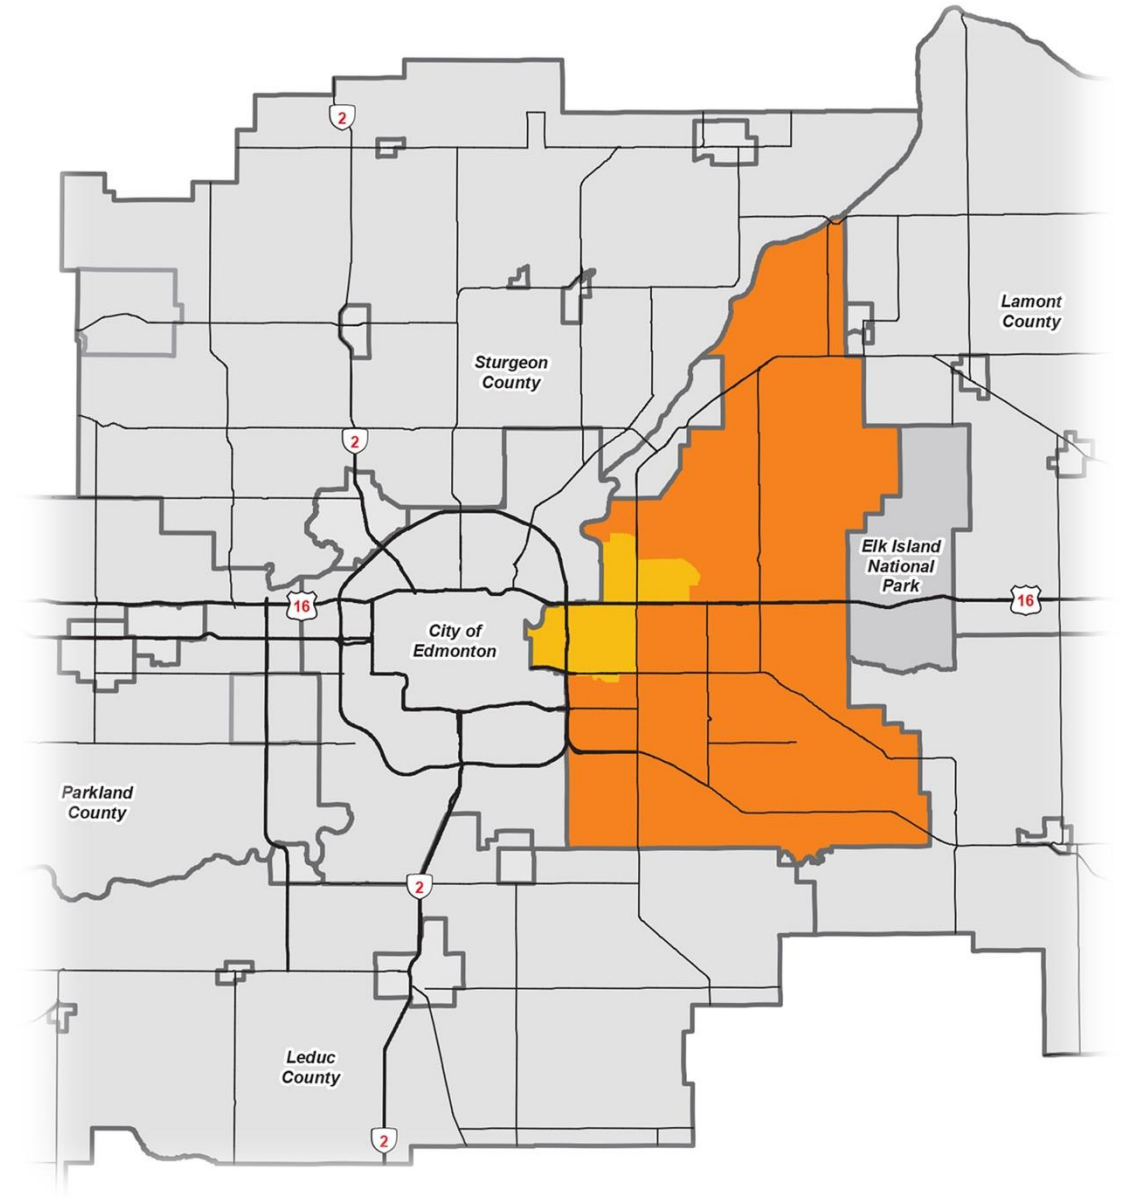 2
Lamont
County
Sturgeon
County
2
Elk Island
National
Park
16
16
City of
Edmonton
Parkland
County
2
Leduc
County
2